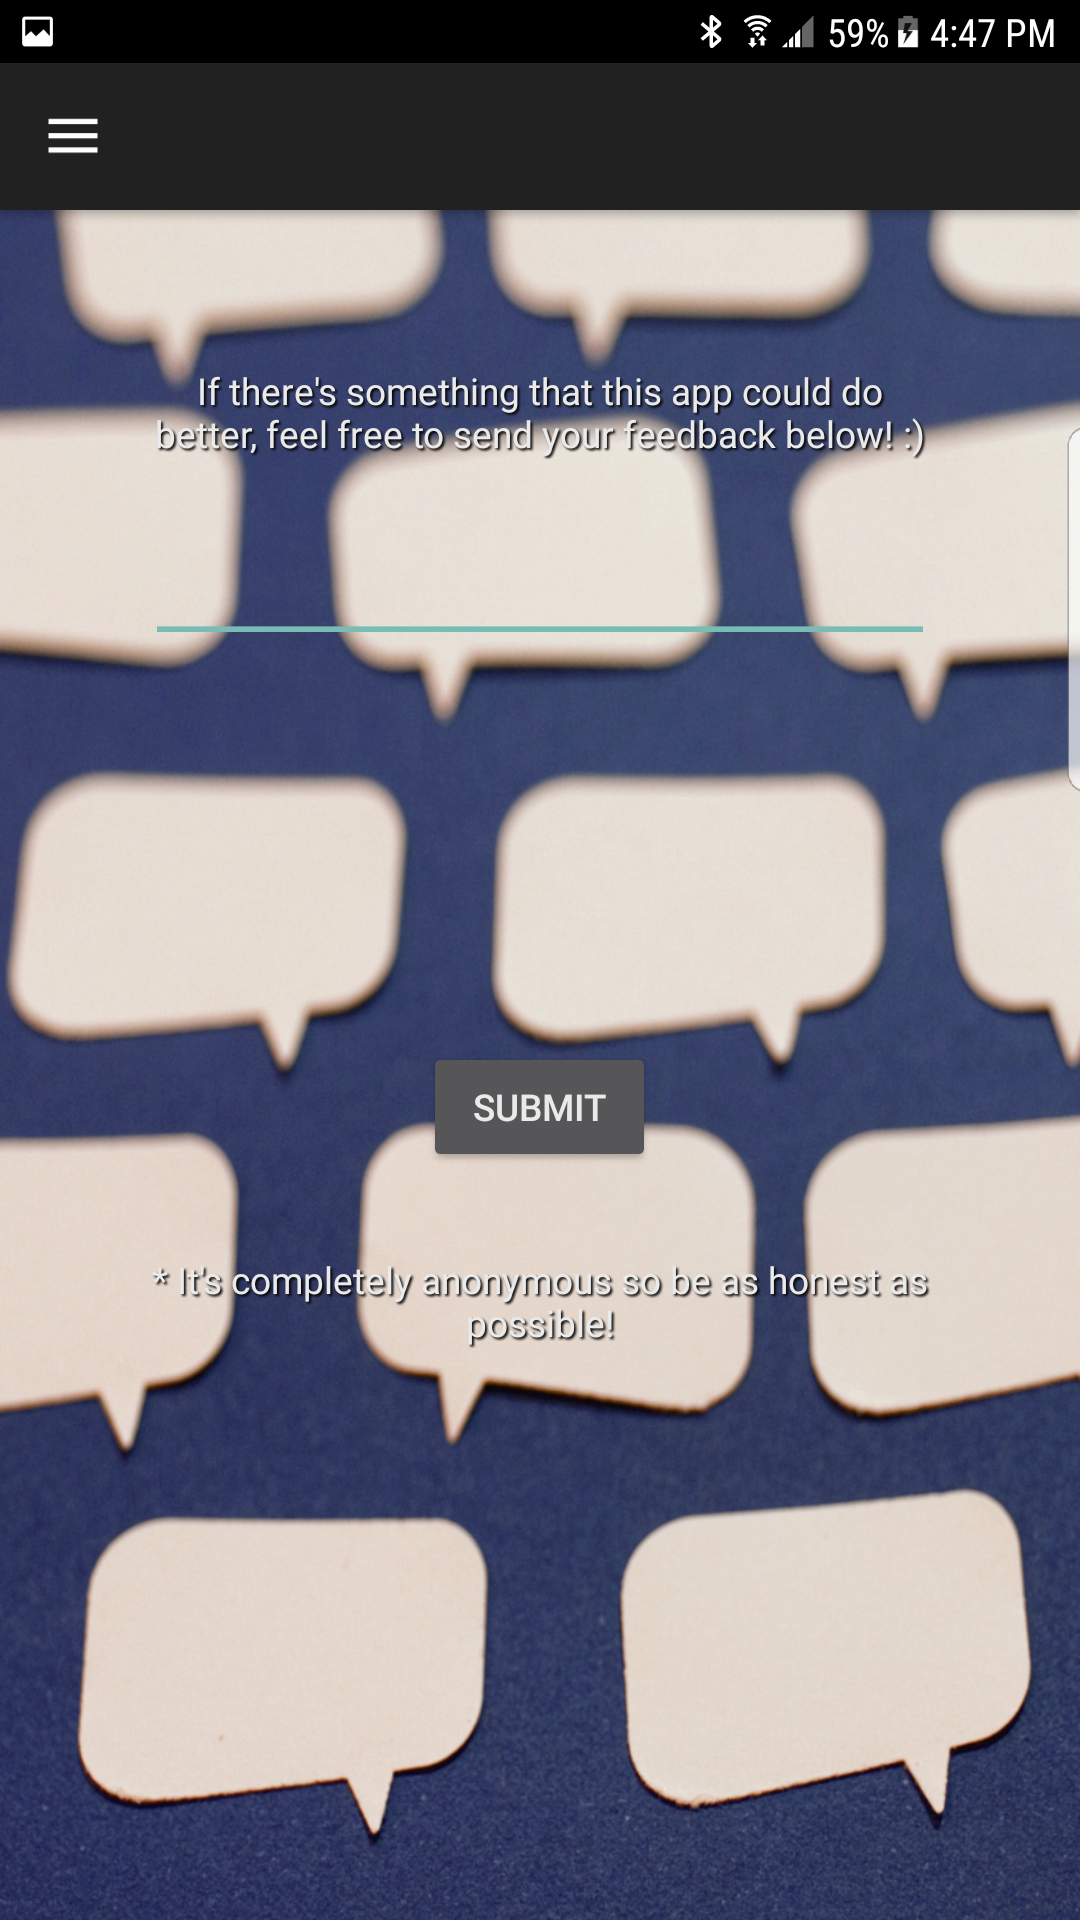 59% 4:47 PM
If there's something that this app could do
better, feel free to send your feedback below! :)
SUBMIT
* It's completely anonymous so be as honest as
possible!